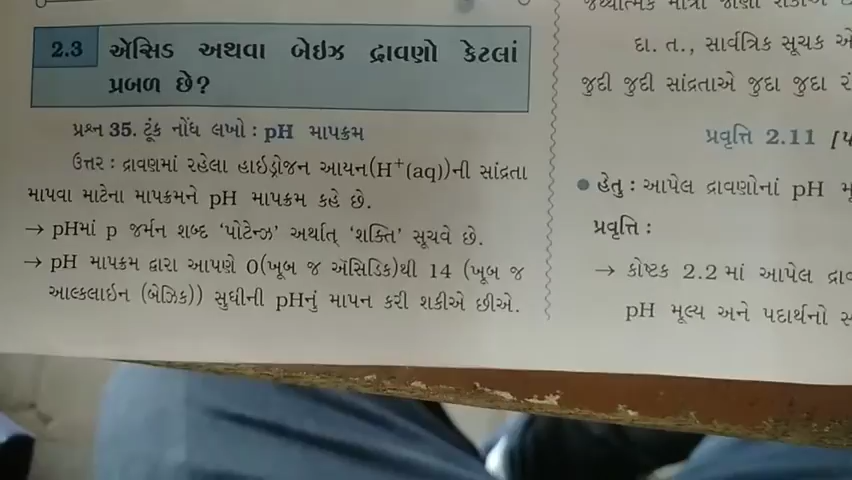 2.3 એસિડ અથવા બેઇઝ દ્રાવણો કેટલાં
પ્રબળ છે?
પ્રશ્ન 35. ટૂંક નોંધ લખો : pH માપક્રમ
ઉત્તર : દ્રાવણમાં રહેલા હાઇડ્રોજન આયન(H⁺(aq))ની સાંદ્રતા
માપવા માટેના માપક્રમને pH માપક્રમ કહે છે.
→ pHમાં p જર્મન શબ્દ ‘પોટેન્ઝ’ અર્થાત્ ‘શક્તિ’ સૂચવે છે.
→ pH માપક્રમ દ્વારા આપણે 0(ખૂબ જ ઍસિડિક)થી 14 (ખૂબ જ
આલ્કલાઇન (બેઝિક)) સુધીની pHનું માપન કરી શકીએ છીએ.
દા. ત., સાર્વત્રિક સૂચક
જુદી જુદી સાંદ્રતાએ જુદા જુદા
પ્રવૃત્તિ 2.11
● હેતુ : આપેલ દ્રાવણોનાં pH
પ્રવૃત્તિ :
→ કોષ્ટક 2.2 માં આપેલ
pH મૂલ્ય અને પદાર્થનો